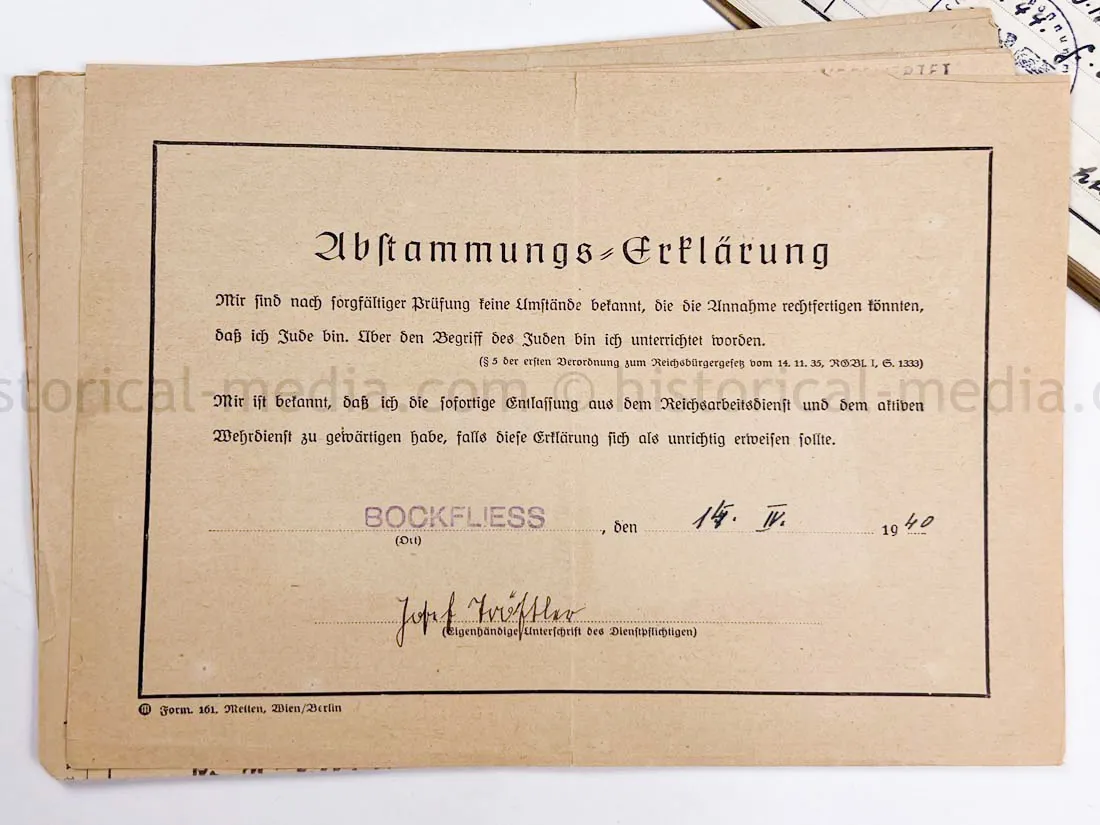 Abstammungs=Erklärung
Mir sind nach sorgfältiger Prüfung keine Umstände bekannt, die die Annahme rechtfertigen könnten,
daß ich Jude bin. Über den Begriff des Juden bin ich unterrichtet worden.
(§ 5 der ersten Verordnung zum Reichsbürgergesetz vom 14. 11. 35, RGBl. I, S. 1333)
historical-media.com © historical-media.com
Mir ist bekannt, daß ich die sofortige Entlassung aus dem Reichsarbeitsdienst und dem aktiven
Wehrdienst zu gewärtigen habe, falls diese Erklärung sich als unrichtig erweisen sollte.
BOCKFLIESS, den 14. IV. 1940
(Ort)
Josef Tröstler
(Eigenhändige Unterschrift des Dienstpflichtigen)
Form. 161. Metten, Wien/Berlin